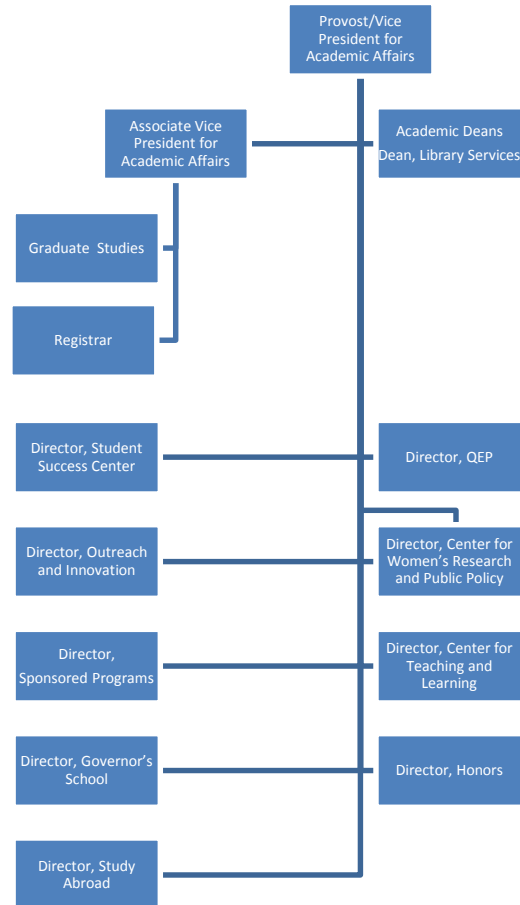 Provost/Vice
President for
Academic Affairs
Associate Vice
President for
Academic Affairs
Academic Deans
Dean, Library Services
Graduate Studies
Registrar
Director, Student
Success Center
Director, QEP
Director, Outreach
and Innovation
Director, Center for
Women's Research
and Public Policy
Director,
Sponsored Programs
Director, Center for
Teaching and
Learning
Director, Governor's
School
Director, Honors
Director, Study
Abroad